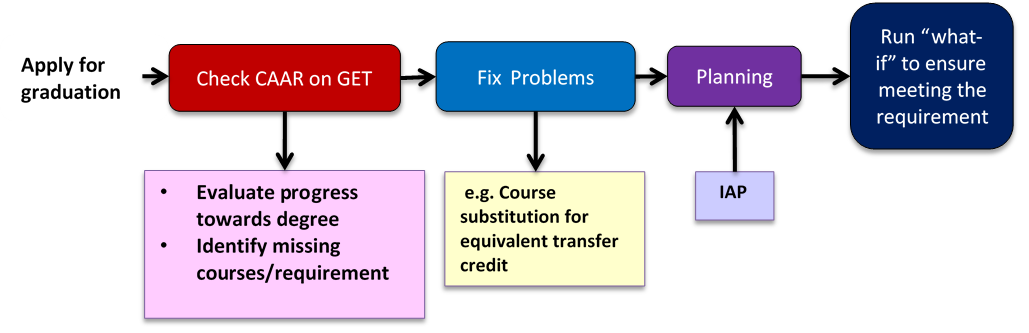 Apply for
graduation
Check CAAR on GET
Fix Problems
Planning
Run “what-
if” to ensure
meeting the
requirement
• Evaluate progress
towards degree
• Identify missing
courses/requirement
e.g. Course
substitution for
equivalent transfer
credit
IAP